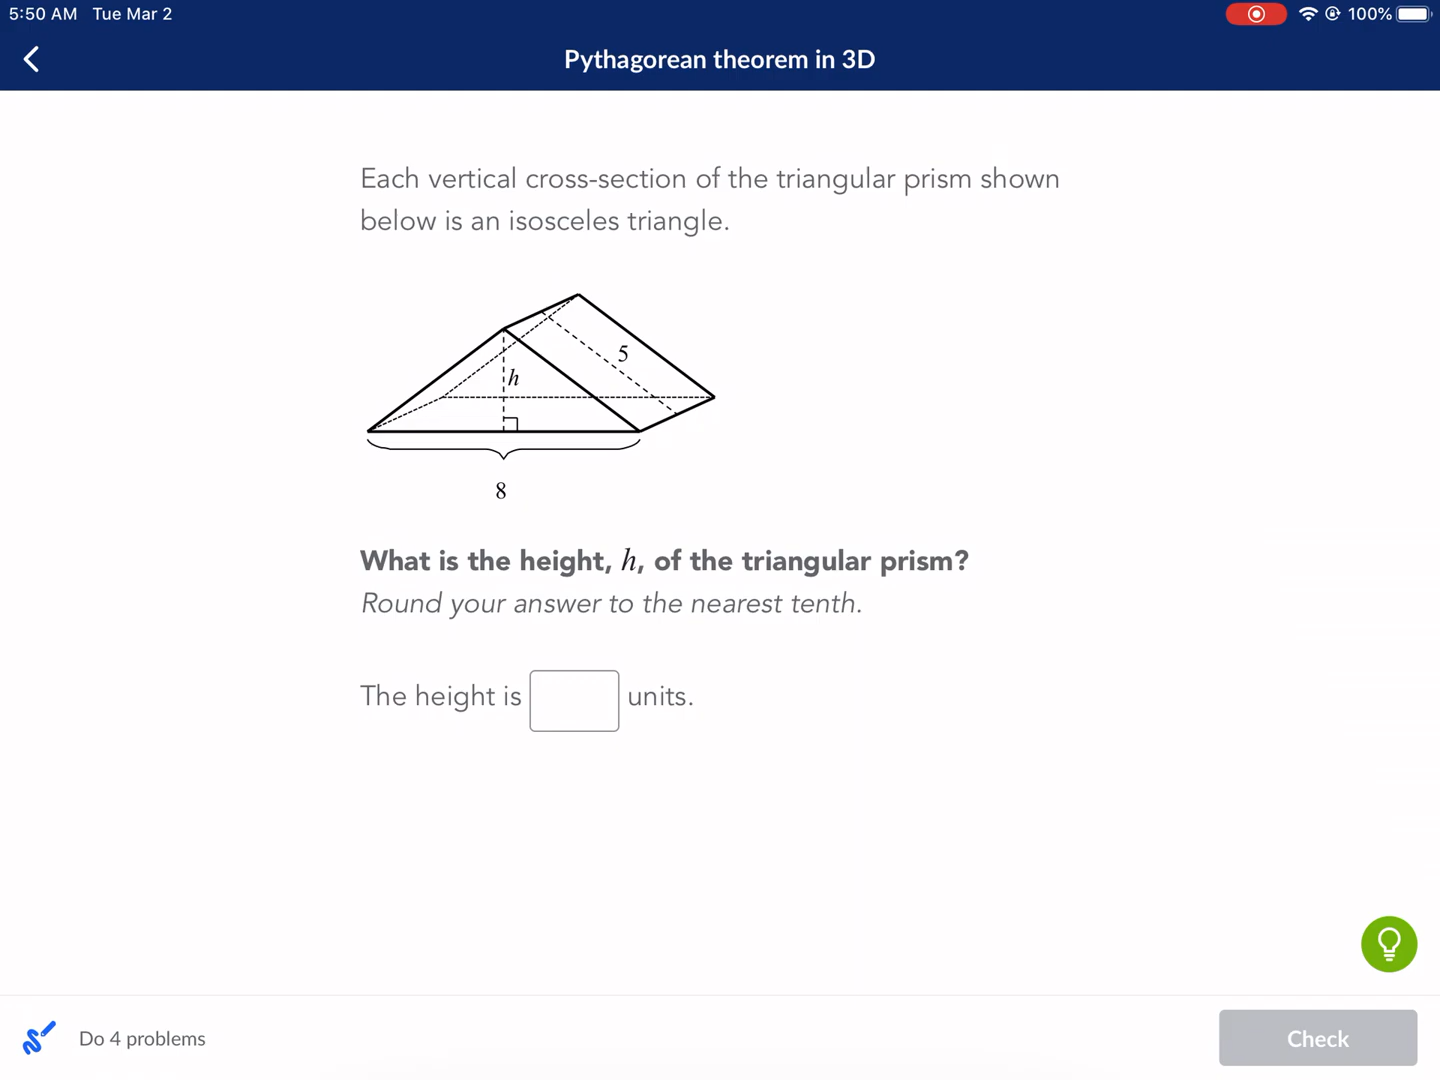 5:50 AM Tue Mar 2
100%
Pythagorean theorem in 3D
Each vertical cross-section of the triangular prism shown
below is an isosceles triangle.
5
h
8
What is the height, h, of the triangular prism?
Round your answer to the nearest tenth.
The height is units.
Do 4 problems
Check